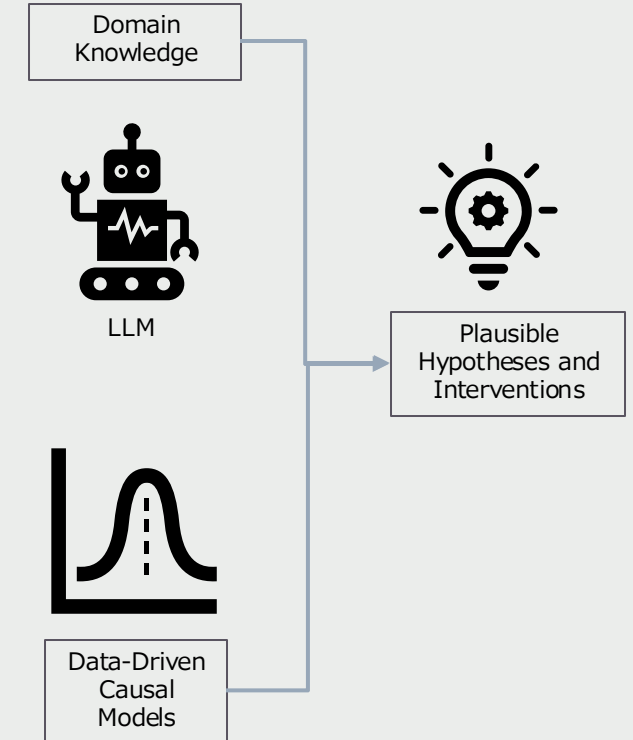 Domain
Knowledge
LLM
Plausible
Hypotheses and
Interventions
Data-Driven
Causal
Models